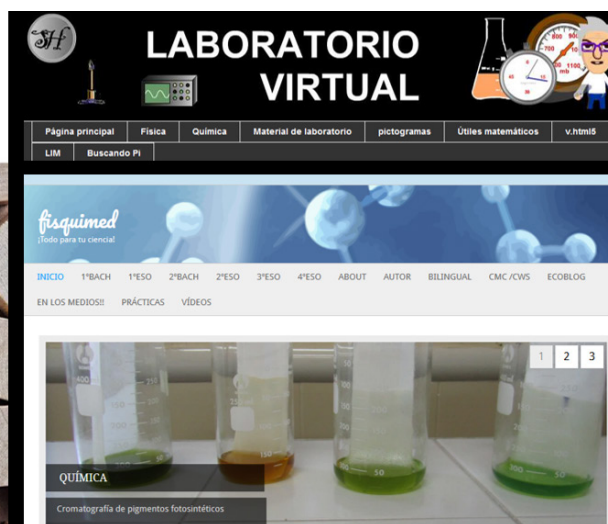 SH
LABORATORIO
VIRTUAL
Página principal Física Química Material de laboratorio pictogramas Útiles matemáticos v.html5
LIM Buscando Pi
fisquimed
¡Todo para tu ciencia!
INICIO 1ºBACH 1ºESO 2ºBACH 2ºESO 3ºESO 4ºESO ABOUT AUTOR BILINGUAL CMC /CWS ECOBLOG
EN LOS MEDIOS!! PRÁCTICAS VÍDEOS
1 2 3
QUÍMICA
Cromatografía de pigmentos fotosintéticos